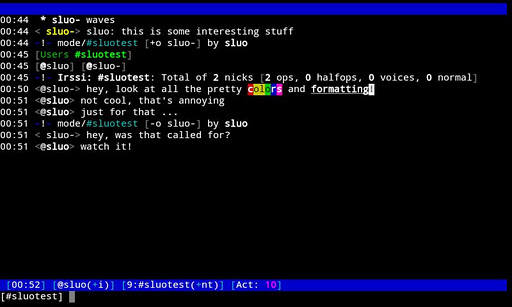 00:44  * sluo- waves
00:44 < sluo-> sluo: this is some interesting stuff
00:44 -!- mode/#sluotest [+o sluo-] by sluo
00:45 [Users #sluotest]
00:45 [@sluo] [@sluo-]
00:45 -!- Irssi: #sluotest: Total of 2 nicks [2 ops, 0 halfops, 0 voices, 0 normal]
00:50 <@sluo-> hey, look at all the pretty colors and formatting!
00:51 <@sluo> not cool, that's annoying
00:51 <@sluo> just for that ...
00:51 -!- mode/#sluotest [-o sluo-] by sluo
00:51 < sluo-> hey, was that called for?
00:51 <@sluo> watch it!
[00:52] [@sluo(+i)] [9:#sluotest(+nt)] [Act: 10]
[#sluotest]